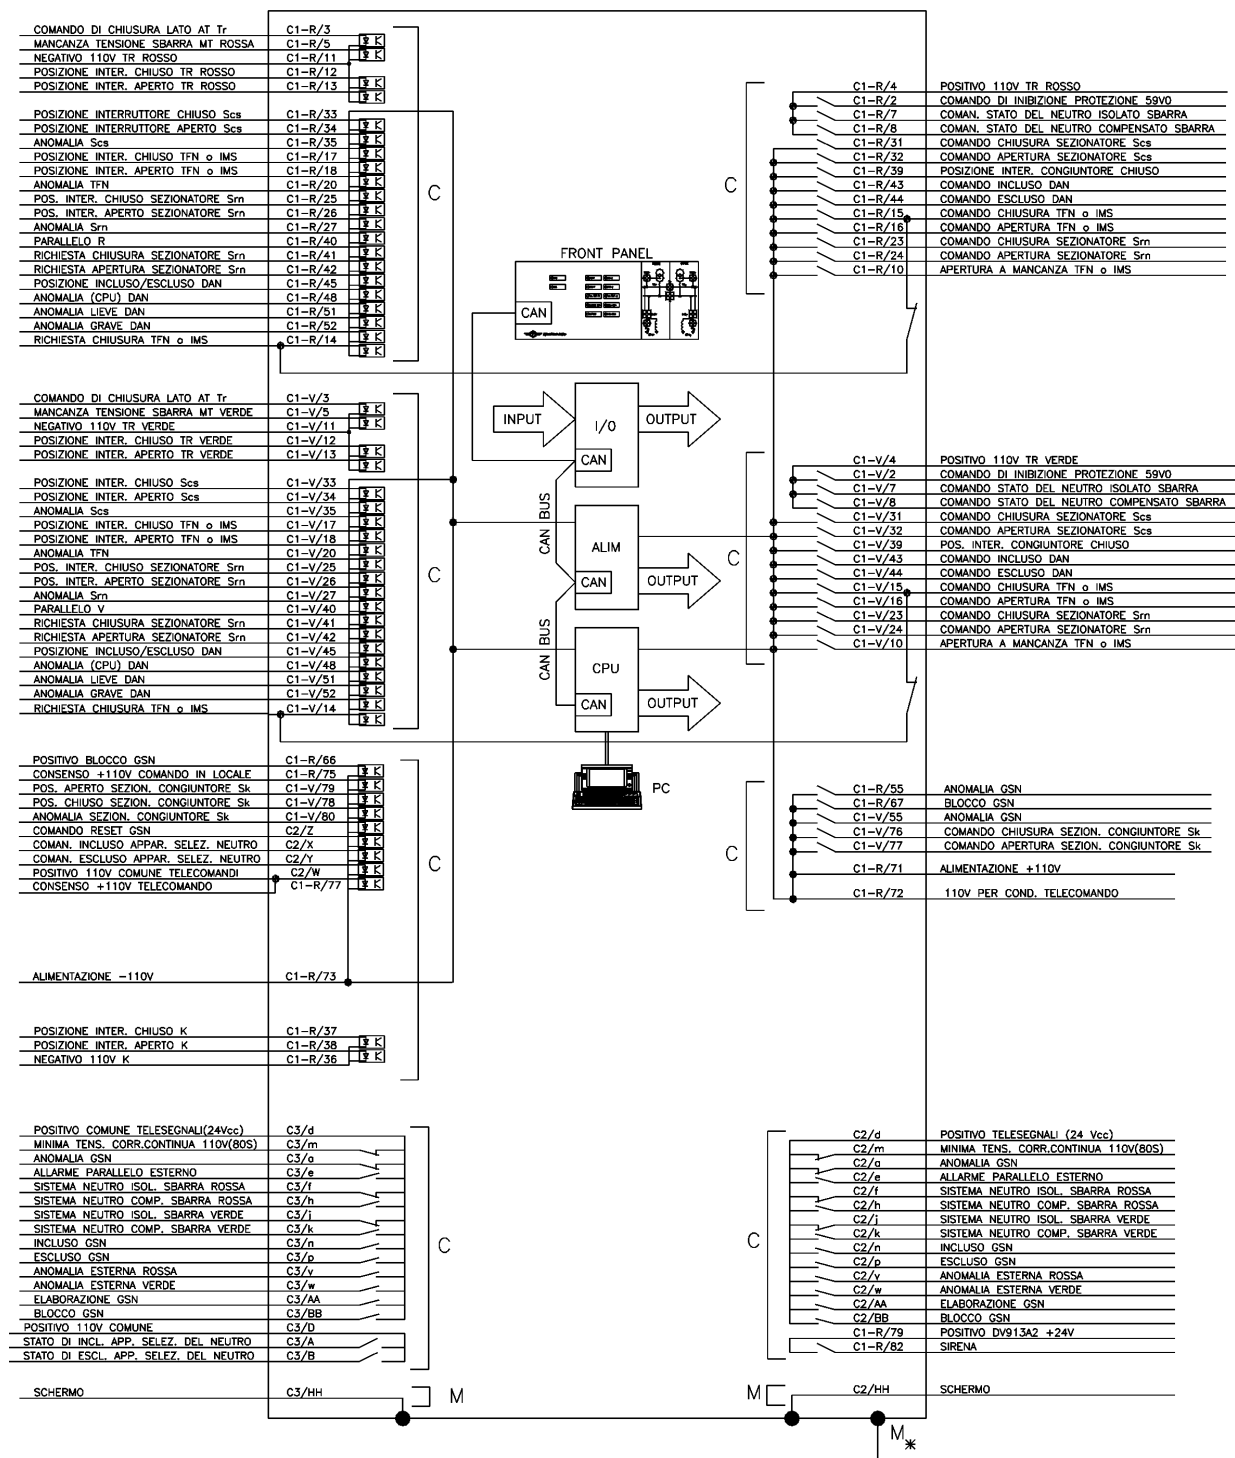 COMANDO DI CHIUSURA LATO AT Tr C1-R/3
MANCANZA TENSIONE SBARRA MT ROSSA C1-R/5
NEGATIVO 110V TR ROSSO C1-R/11
POSIZIONE INTER. CHIUSO TR ROSSO C1-R/12
POSIZIONE INTER. APERTO TR ROSSO C1-R/13
POSIZIONE INTERRUTTORE CHIUSO Scs C1-R/33
POSIZIONE INTERRUTTORE APERTO Scs C1-R/34
ANOMALIA Scs C1-R/35
POSIZIONE INTER. CHIUSO TFN o IMS C1-R/17
POSIZIONE INTER. APERTO TFN o IMS C1-R/18
ANOMALIA TFN C1-R/20
POS. INTER. CHIUSO SEZIONATORE Srn C1-R/25
POS. INTER. APERTO SEZIONATORE Srn C1-R/26
ANOMALIA Srn C1-R/27
PARALLELO R C1-R/40
RICHIESTA CHIUSURA SEZIONATORE Srn C1-R/41
RICHIESTA APERTURA SEZIONATORE Srn C1-R/42
POSIZIONE INCLUSO/ESCLUSO DAN C1-R/45
ANOMALIA (CPU) DAN C1-R/48
ANOMALIA LIEVE DAN C1-R/51
ANOMALIA GRAVE DAN C1-R/52
RICHIESTA CHIUSURA TFN o IMS C1-R/14
C
COMANDO DI CHIUSURA LATO AT Tr C1-V/3
MANCANZA TENSIONE SBARRA MT VERDE C1-V/5
NEGATIVO 110V TR VERDE C1-V/11
POSIZIONE INTER. CHIUSO TR VERDE C1-V/12
POSIZIONE INTER. APERTO TR VERDE C1-V/13
POSIZIONE INTER. CHIUSO Scs C1-V/33
POSIZIONE INTER. APERTO Scs C1-V/34
ANOMALIA Scs C1-V/35
POSIZIONE INTER. CHIUSO TFN o IMS C1-V/17
POSIZIONE INTER. APERTO TFN o IMS C1-V/18
ANOMALIA TFN C1-V/20
POS. INTER. CHIUSO SEZIONATORE Srn C1-V/25
POS. INTER. APERTO SEZIONATORE Srn C1-V/26
ANOMALIA Srn C1-V/27
PARALLELO V C1-V/40
RICHIESTA CHIUSURA SEZIONATORE Srn C1-V/41
RICHIESTA APERTURA SEZIONATORE Srn C1-V/42
POSIZIONE INCLUSO/ESCLUSO DAN C1-V/45
ANOMALIA (CPU) DAN C1-V/48
ANOMALIA LIEVE DAN C1-V/51
ANOMALIA GRAVE DAN C1-V/52
RICHIESTA CHIUSURA TFN o IMS C1-V/14
C
POSITIVO BLOCCO GSN C1-R/66
CONSENSO +110V COMANDO IN LOCALE C1-R/75
POS. APERTO SEZION. CONGIUNTORE Sk C1-V/79
POS. CHIUSO SEZION. CONGIUNTORE Sk C1-V/78
ANOMALIA SEZION. CONGIUNTORE Sk C1-V/80
COMANDO RESET GSN C2/Z
COMAN. INCLUSO APPAR. SELEZ. NEUTRO C2/X
COMAN. ESCLUSO APPAR. SELEZ. NEUTRO C2/Y
POSITIVO 110V COMUNE TELECOMANDI C2/W
CONSENSO +110V TELECOMANDO C1-R/77
C
ALIMENTAZIONE -110V C1-R/73
POSIZIONE INTER. CHIUSO K C1-R/37
POSIZIONE INTER. APERTO K C1-R/38
NEGATIVO 110V K C1-R/36
POSITIVO COMUNE TELESEGNALI(24Vcc) C3/d
MINIMA TENS. CORR.CONTINUA 110V(80S) C3/m
ANOMALIA GSN C3/a
ALLARME PARALLELO ESTERNO C3/e
SISTEMA NEUTRO ISOL. SBARRA ROSSA C3/f
SISTEMA NEUTRO COMP. SBARRA ROSSA C3/h
SISTEMA NEUTRO ISOL. SBARRA VERDE C3/j
SISTEMA NEUTRO COMP. SBARRA VERDE C3/k
INCLUSO GSN C3/n
ESCLUSO GSN C3/p
ANOMALIA ESTERNA ROSSA C3/v
ANOMALIA ESTERNA VERDE C3/w
ELABORAZIONE GSN C3/AA
BLOCCO GSN C3/BB
POSITIVO 110V COMUNE C3/D
STATO DI INCL. APP. SELEZ. DEL NEUTRO C3/A
STATO DI ESCL. APP. SELEZ. DEL NEUTRO C3/B
C
SCHERMO C3/HH
M
FRONT PANEL
CAN
INPUT
I/O
OUTPUT
CAN
CAN BUS
ALIM
CAN
OUTPUT
CAN BUS
CPU
CAN
OUTPUT
PC
C1-R/4 POSITIVO 110V TR ROSSO
C1-R/2 COMANDO DI INIBIZIONE PROTEZIONE 59V0
C1-R/7 COMAN. STATO DEL NEUTRO ISOLATO SBARRA
C1-R/8 COMAN. STATO DEL NEUTRO COMPENSATO SBARRA
C1-R/31 COMANDO CHIUSURA SEZIONATORE Scs
C1-R/32 COMANDO APERTURA SEZIONATORE Scs
C1-R/39 POSIZIONE INTER. CONGIUNTORE CHIUSO
C1-R/43 COMANDO INCLUSO DAN
C1-R/44 COMANDO ESCLUSO DAN
C1-R/15 COMANDO CHIUSURA TFN o IMS
C1-R/16 COMANDO APERTURA TFN o IMS
C1-R/23 COMANDO CHIUSURA SEZIONATORE Srn
C1-R/24 COMANDO APERTURA SEZIONATORE Srn
C1-R/10 APERTURA A MANCANZA TFN o IMS
C
C1-V/4 POSITIVO 110V TR VERDE
C1-V/2 COMANDO DI INIBIZIONE PROTEZIONE 59V0
C1-V/7 COMANDO STATO DEL NEUTRO ISOLATO SBARRA
C1-V/8 COMANDO STATO DEL NEUTRO COMPENSATO SBARRA
C1-V/31 COMANDO CHIUSURA SEZIONATORE Scs
C1-V/32 COMANDO APERTURA SEZIONATORE Scs
C1-V/39 POS. INTER. CONGIUNTORE CHIUSO
C1-V/43 COMANDO INCLUSO DAN
C1-V/44 COMANDO ESCLUSO DAN
C1-V/15 COMANDO CHIUSURA TFN o IMS
C1-V/16 COMANDO APERTURA TFN o IMS
C1-V/23 COMANDO CHIUSURA SEZIONATORE Srn
C1-V/24 COMANDO APERTURA SEZIONATORE Srn
C1-V/10 APERTURA A MANCANZA TFN o IMS
C
C1-R/55 ANOMALIA GSN
C1-R/67 BLOCCO GSN
C1-V/55 ANOMALIA GSN
C1-V/76 COMANDO CHIUSURA SEZION. CONGIUNTORE Sk
C1-V/77 COMANDO APERTURA SEZION. CONGIUNTORE Sk
C1-R/71 ALIMENTAZIONE +110V
C1-R/72 110V PER COND. TELECOMANDO
C
C2/d POSITIVO TELESEGNALI (24 Vcc)
C2/m MINIMA TENS. CORR.CONTINUA 110V(80S)
C2/a ANOMALIA GSN
C2/e ALLARME PARALLELO ESTERNO
C2/f SISTEMA NEUTRO ISOL. SBARRA ROSSA
C2/h SISTEMA NEUTRO COMP. SBARRA ROSSA
C2/j SISTEMA NEUTRO ISOL. SBARRA VERDE
C2/k SISTEMA NEUTRO COMP. SBARRA VERDE
C2/n INCLUSO GSN
C2/p ESCLUSO GSN
C2/v ANOMALIA ESTERNA ROSSA
C2/w ANOMALIA ESTERNA VERDE
C2/AA ELABORAZIONE GSN
C2/BB BLOCCO GSN
C1-R/79 POSITIVO DV913A2 +24V
C1-R/82 SIRENA
C
C2/HH SCHERMO
M
M*